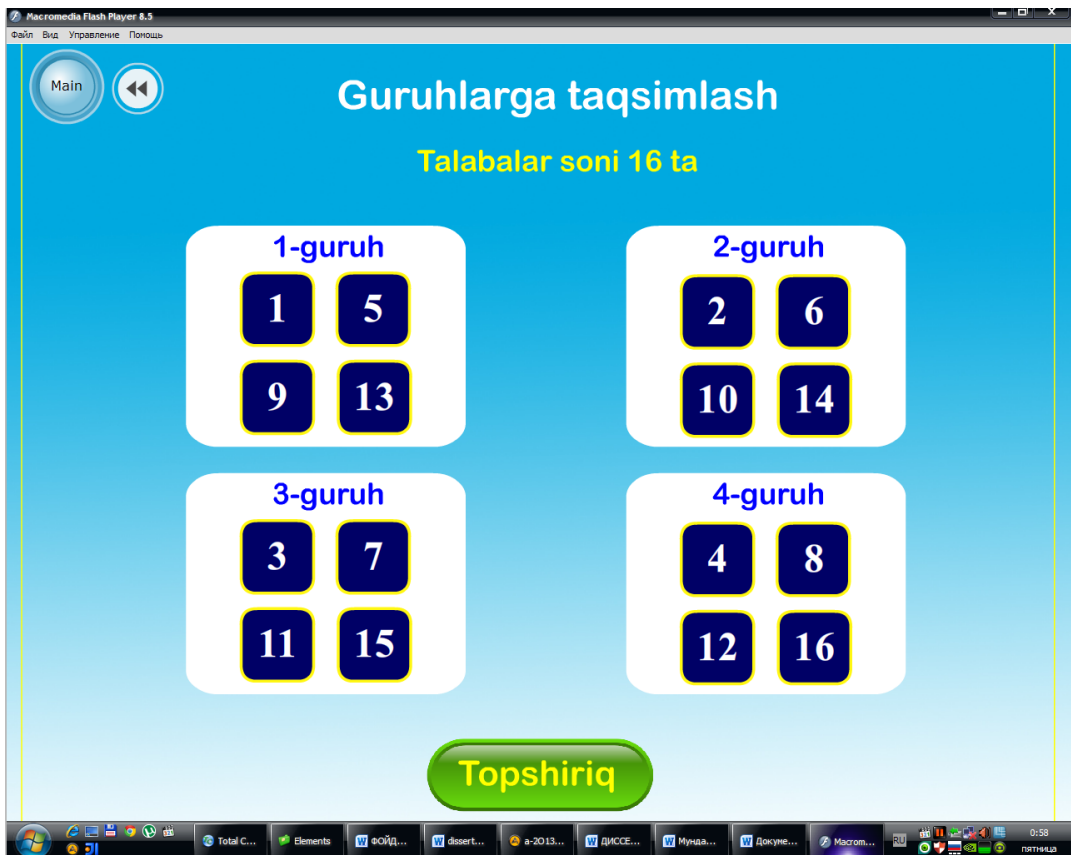 Macromedia Flash Player 8.5
Файл Вид Управление Помощь
Main
Guruhlarga taqsimlash
Talabalar soni 16 ta
1-guruh
1 5
9 13
2-guruh
2 6
10 14
3-guruh
3 7
11 15
4-guruh
4 8
12 16
Topshiriq
Total C... Elements ФОЙД... dissert... a-2013... ДИССЕ... Мунда... Докуме... Macrom... RU 0:58
пятница